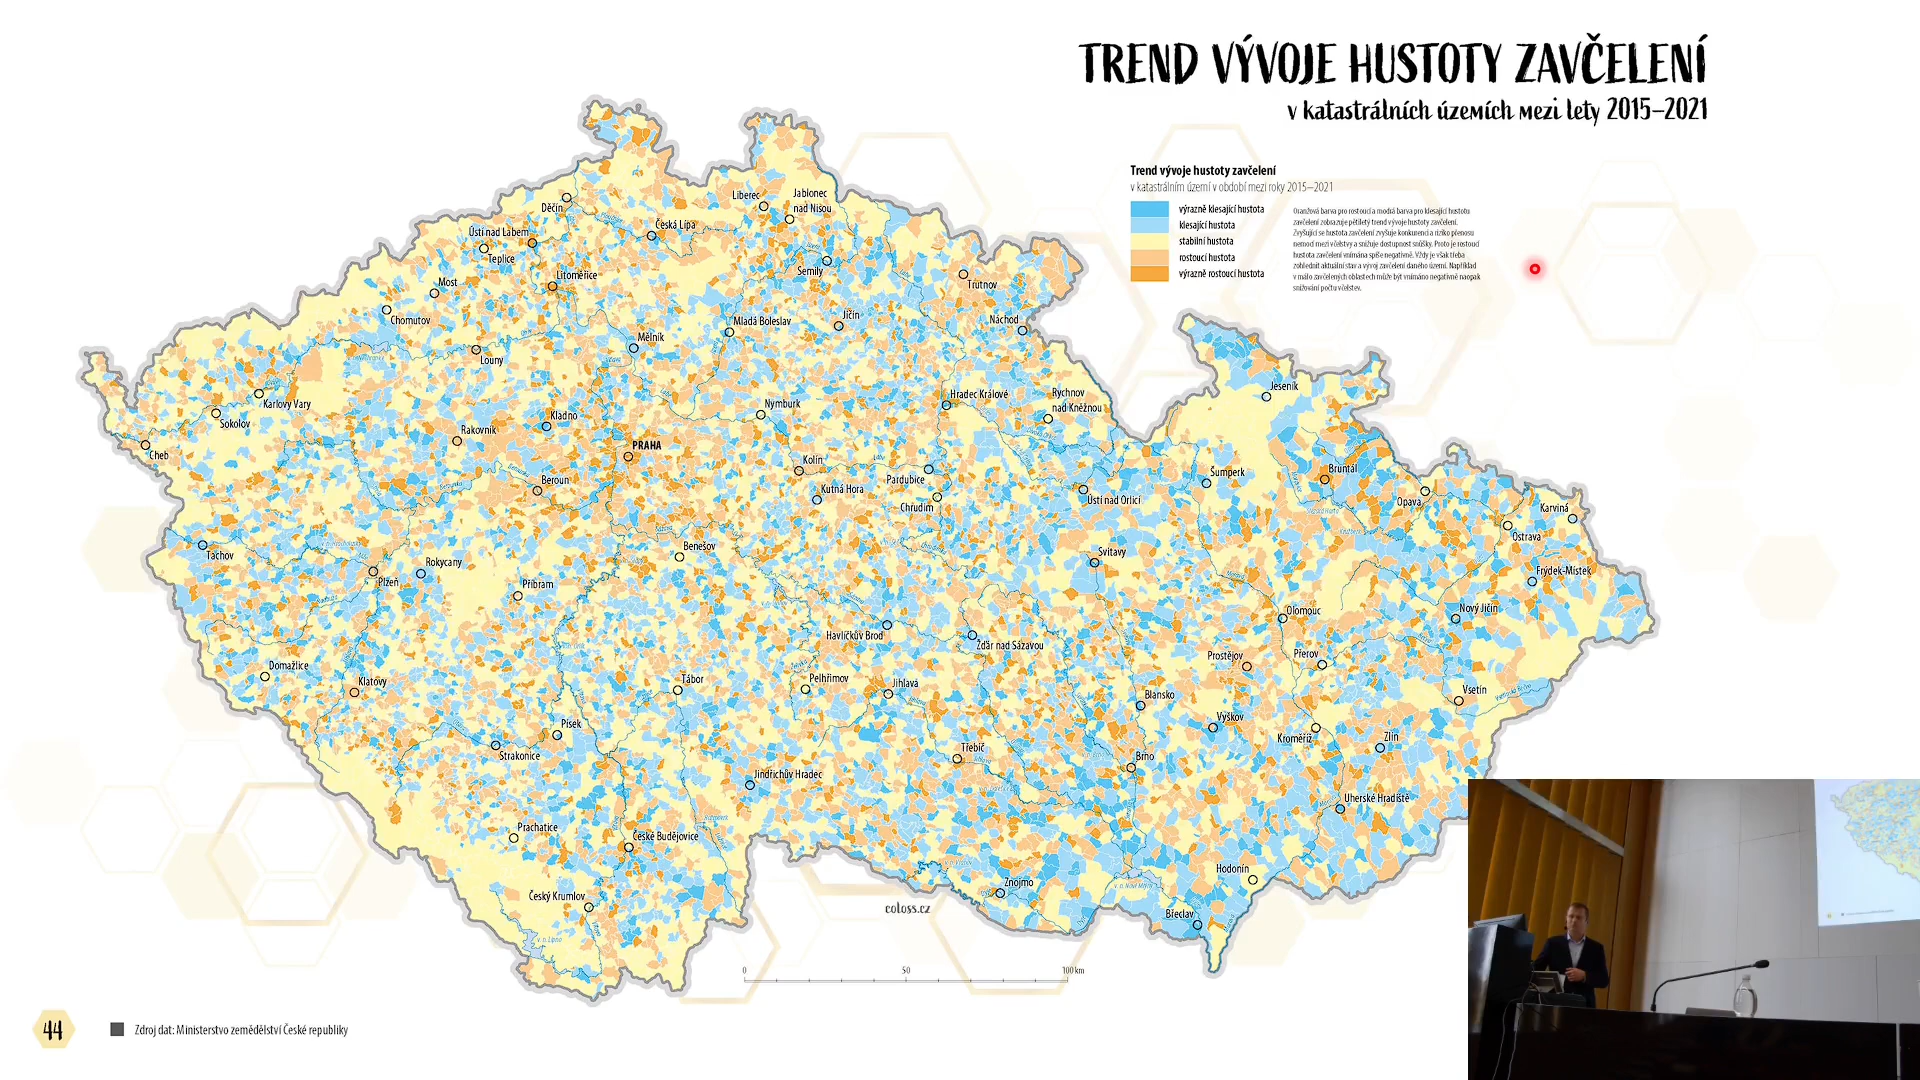 TREND VÝVOJE HUSTOTY ZAVČELENÍ
v katastrálních územích mezi lety 2015–2021
Trend vývoje hustoty zavčelení
v katastrálním území v období mezi roky 2015–2021
výrazně klesající hustota
klesající hustota
stabilní hustota
rostoucí hustota
výrazně rostoucí hustota
Oranžová barva pro rostoucí a modrá barva pro klesající hustotu
zavčelení zobrazuje pětiletý trend vývoje hustoty zavčelení.
Zvyšující se hustota zavčelení zvyšuje konkurenci a riziko přenosu
nemocí mezi včelstvy a snižuje dostupnost snůšky. Proto je rostoucí
hustota zavčelení vnímána spíše negativně. Vždy je však třeba
zohlednit aktuální stav a vývoj zavčelení daného území. Například
v málo zavčelených oblastech může být vnímáno negativně naopak
snižování počtu včelstev.
Děčín
Liberec
Jablonec
nad Nisou
Ústí nad Labem
Česká Lípa
Teplice
Litoměřice
Semily
Trutnov
Most
Chomutov
Mladá Boleslav
Jičín
Náchod
Louny
Mělník
Jeseník
Karlovy Vary
Sokolov
Cheb
Kladno
Rakovník
Nymburk
Hradec Králové
Rychnov
nad Kněžnou
PRAHA
Beroun
Kolín
Labe
Kutná Hora
Pardubice
Chrudim
Ústí nad Orlicí
Šumperk
Bruntál
Opava
Karviná
Ostrava
Tachov
Plzeň
Rokycany
Příbram
Benešov
Svitavy
Frýdek-Místek
Nový Jičín
Olomouc
Havlíčkův Brod
Žďár nad Sázavou
Prostějov
Přerov
Domažlice
Klatovy
Tábor
Pelhřimov
Jihlava
Blansko
Vsetín
Písek
Strakonice
Vyškov
Kroměříž
Zlín
Třebíč
Brno
Jindřichův Hradec
Uherské Hradiště
Prachatice
České Budějovice
Český Krumlov
v. n. Lipno
Znojmo
Hodonín
Břeclav
coloss.cz
0 50 100 km
44
Zdroj dat: Ministerstvo zemědělství České republiky